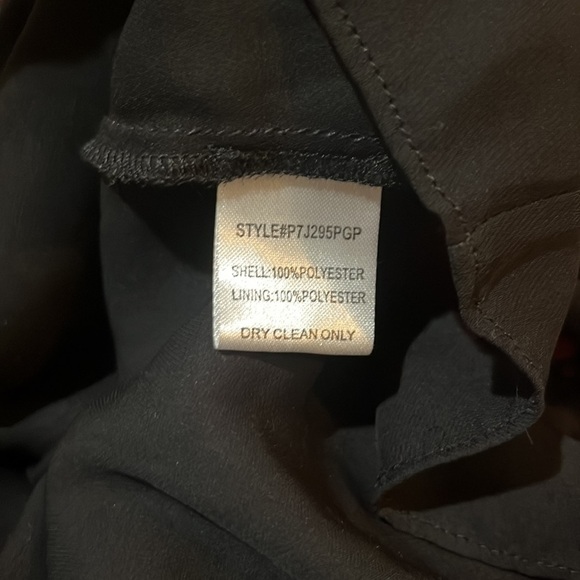 STYLE#P7J295PGP
SHELL:100%POLYESTER
LINING:100%POLYESTER
DRY CLEAN ONLY